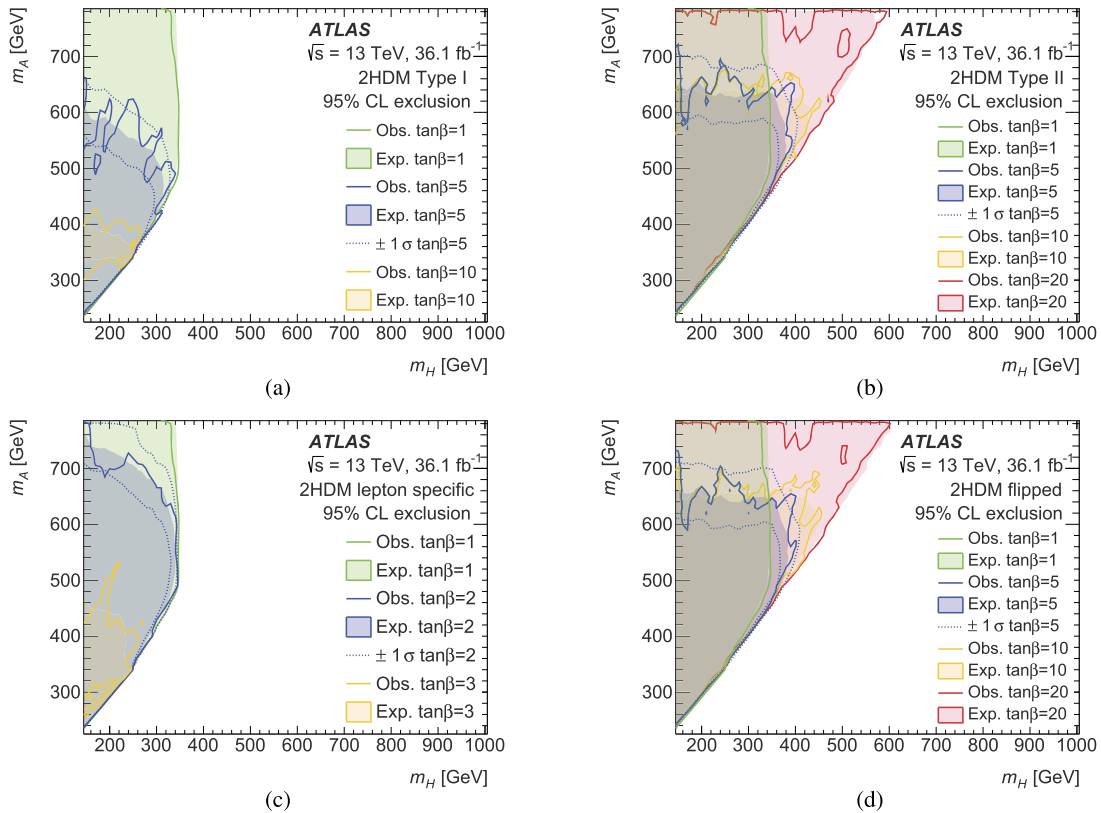 m_A [GeV]
700
600
500
400
300
200 300 400 500 600 700 800 900 1000
m_H [GeV]
ATLAS
√s = 13 TeV, 36.1 fb⁻¹
2HDM Type I
95% CL exclusion
Obs. tanβ=1
Exp. tanβ=1
Obs. tanβ=5
Exp. tanβ=5
± 1 σ tanβ=5
Obs. tanβ=10
Exp. tanβ=10
(a)
m_A [GeV]
700
600
500
400
300
200 300 400 500 600 700 800 900 1000
m_H [GeV]
ATLAS
√s = 13 TeV, 36.1 fb⁻¹
2HDM Type II
95% CL exclusion
Obs. tanβ=1
Exp. tanβ=1
Obs. tanβ=5
Exp. tanβ=5
± 1 σ tanβ=5
Obs. tanβ=10
Exp. tanβ=10
Obs. tanβ=20
Exp. tanβ=20
(b)
m_A [GeV]
700
600
500
400
300
200 300 400 500 600 700 800 900 1000
m_H [GeV]
ATLAS
√s = 13 TeV, 36.1 fb⁻¹
2HDM lepton specific
95% CL exclusion
Obs. tanβ=1
Exp. tanβ=1
Obs. tanβ=2
Exp. tanβ=2
± 1 σ tanβ=2
Obs. tanβ=3
Exp. tanβ=3
(c)
m_A [GeV]
700
600
500
400
300
200 300 400 500 600 700 800 900 1000
m_H [GeV]
ATLAS
√s = 13 TeV, 36.1 fb⁻¹
2HDM flipped
95% CL exclusion
Obs. tanβ=1
Exp. tanβ=1
Obs. tanβ=5
Exp. tanβ=5
± 1 σ tanβ=5
Obs. tanβ=10
Exp. tanβ=10
Obs. tanβ=20
Exp. tanβ=20
(d)